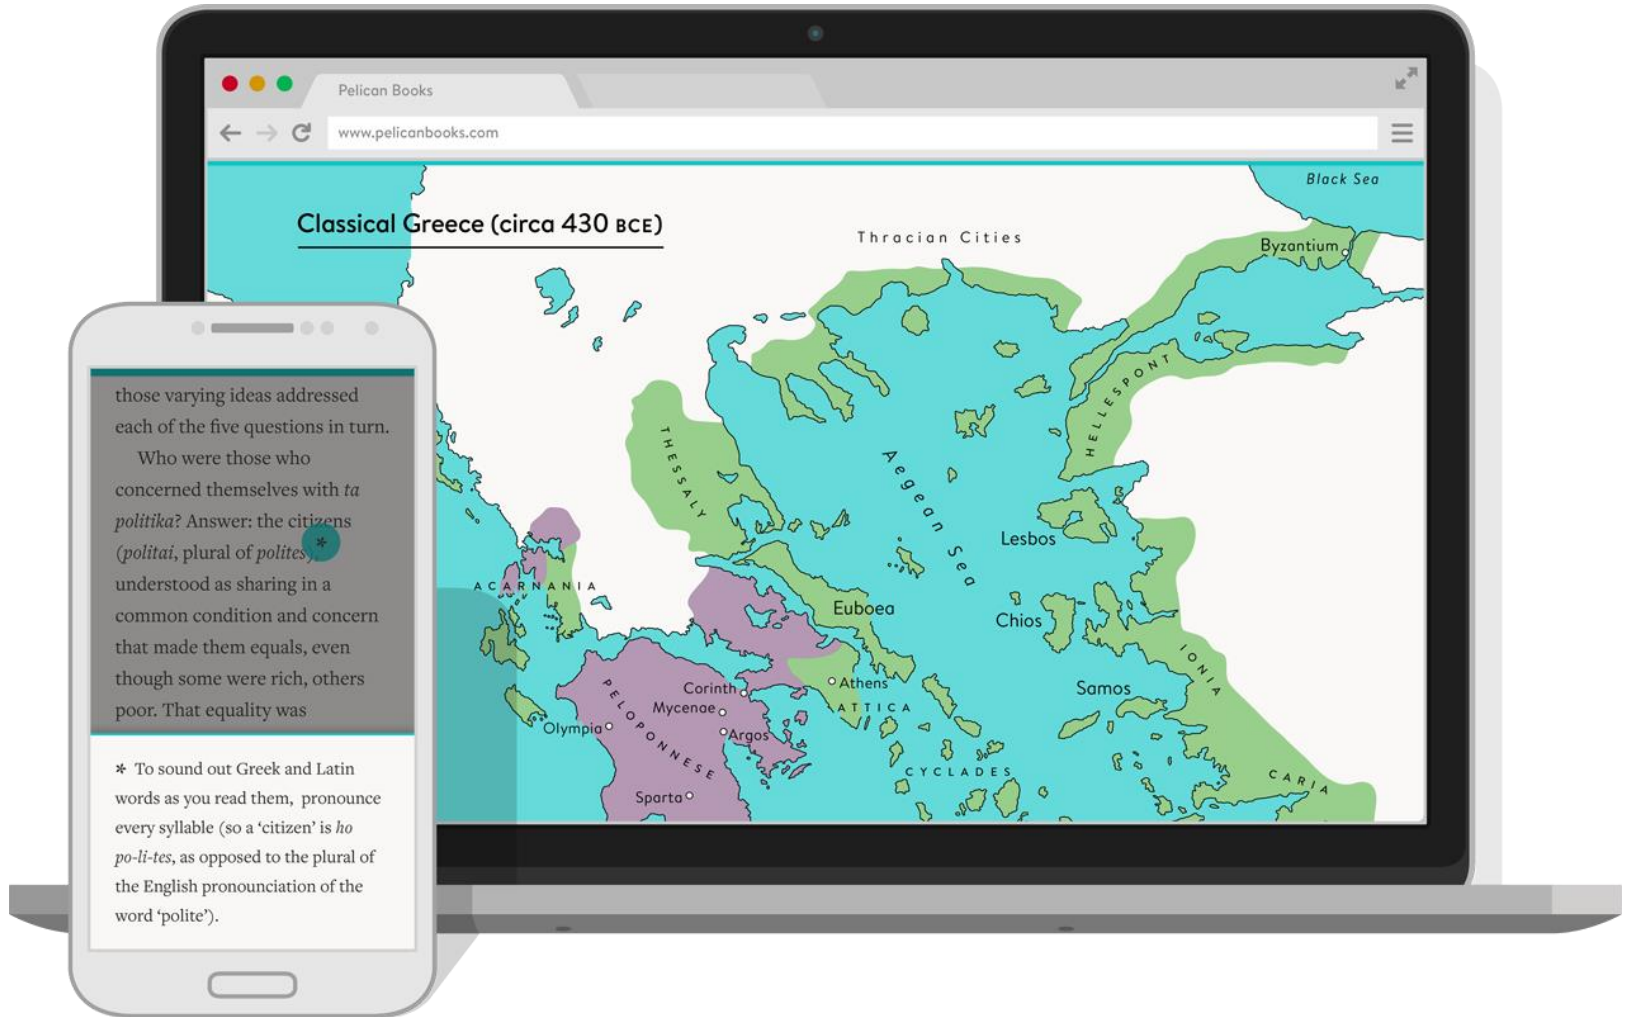 Pelican Books
www.pelicanbooks.com
Black Sea
Classical Greece (circa 430 BCE)
Thracian Cities
Byzantium
HELLESPONT
THESSALY
Aegean Sea
Lesbos
ACARNANIA
Euboea
Chios
IONIA
Corinth
Athens
Samos
Mycenae
ATTICA
PELOPONNESE
Olympia
Argos
CYCLADES
CARIA
Sparta
those varying ideas addressed
each of the five questions in turn.
Who were those who
concerned themselves with ta
politika? Answer: the citizens
(politai, plural of polites),*
understood as sharing in a
common condition and concern
that made them equals, even
though some were rich, others
poor. That equality was
* To sound out Greek and Latin
words as you read them, pronounce
every syllable (so a ‘citizen’ is ho
po-li-tes, as opposed to the plural of
the English pronounciation of the
word ‘polite’).